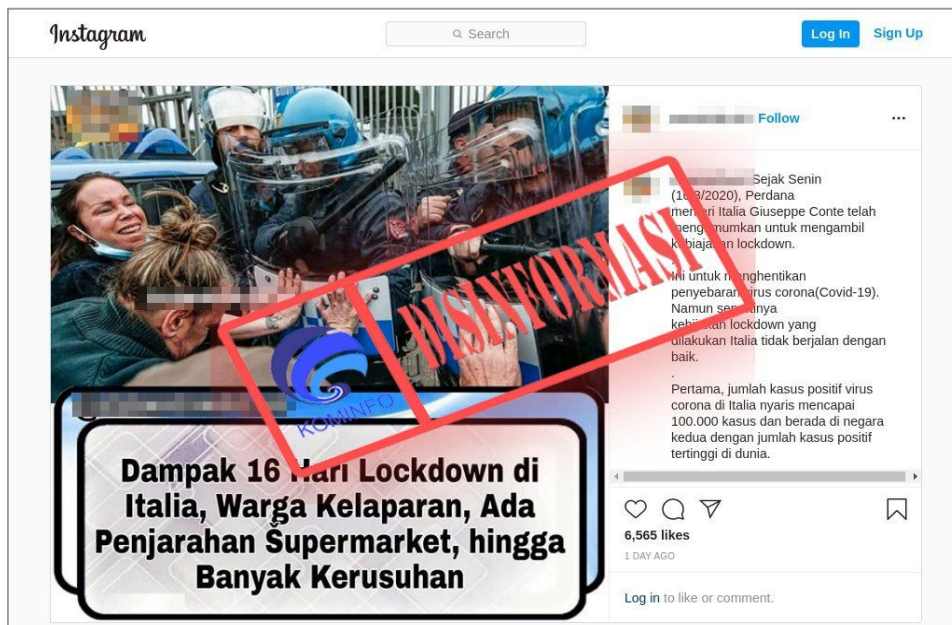 Instagram
Search
Log In
Sign Up
Follow
Sejak Senin
Perdana
Italia Giuseppe Conte telah
untuk mengambil
lockdown.
.
Ini untuk menghentikan
penyebaran virus corona(Covid-19).
Namun
lockdown yang
dilakukan Italia tidak berjalan dengan
baik.
.
Pertama, jumlah kasus positif virus
corona di Italia nyaris mencapai
100.000 kasus dan berada di negara
kedua dengan jumlah kasus positif
tertinggi di dunia.
DISINFORMASI
KOMINFO
Dampak 16 Hari Lockdown di
Italia, Warga Kelaparan, Ada
Penjarahan Supermarket, hingga
Banyak Kerusuhan
6,565 likes
1 DAY AGO
Log in to like or comment.